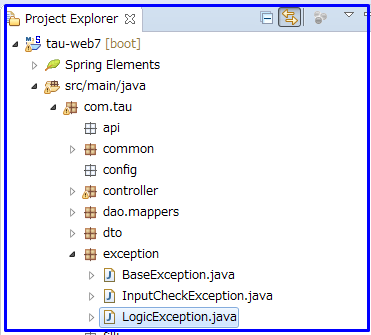 Project Explorer
tau-web7 [boot]
Spring Elements
src/main/java
com.tau
api
common
config
controller
dao.mappers
dto
exception
BaseException.java
InputCheckException.java
LogicException.java